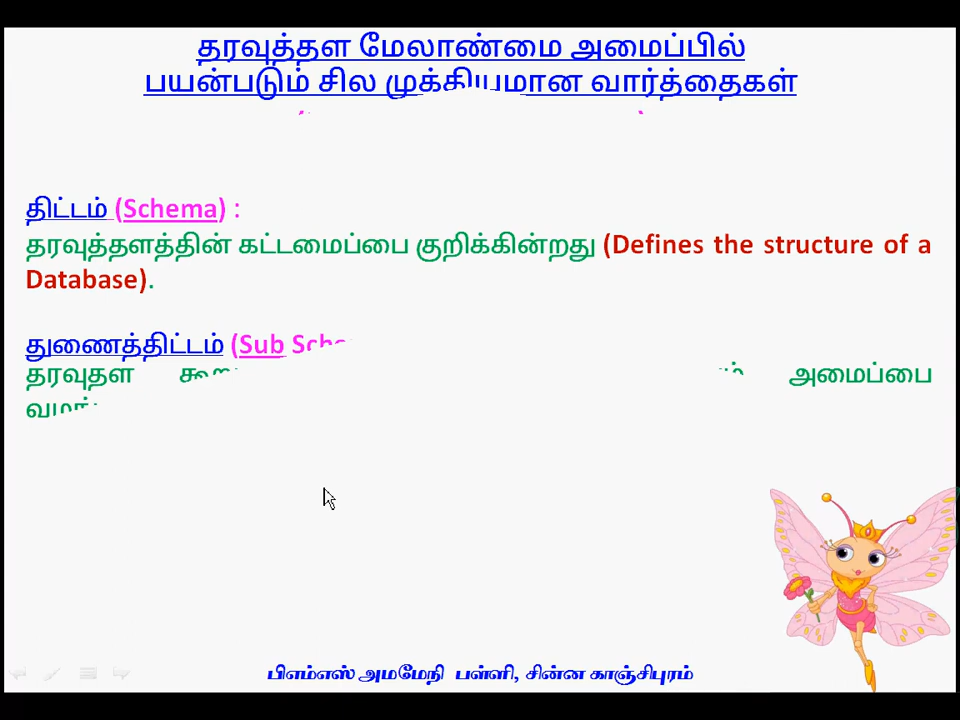 தரவுத்தள மேலாண்மை அமைப்பில்
பயன்படும் சில முக்கியமான வார்த்தைகள்
திட்டம் (Schema) :
தரவுத்தளத்தின் கட்டமைப்பை குறிக்கின்றது (Defines the structure of a
Database).
துணைத்திட்டம் (Sub
தரவுதள அமைப்பை
பிஎம்எஸ் அமமேநி பள்ளி, சின்ன காஞ்சிபுரம்